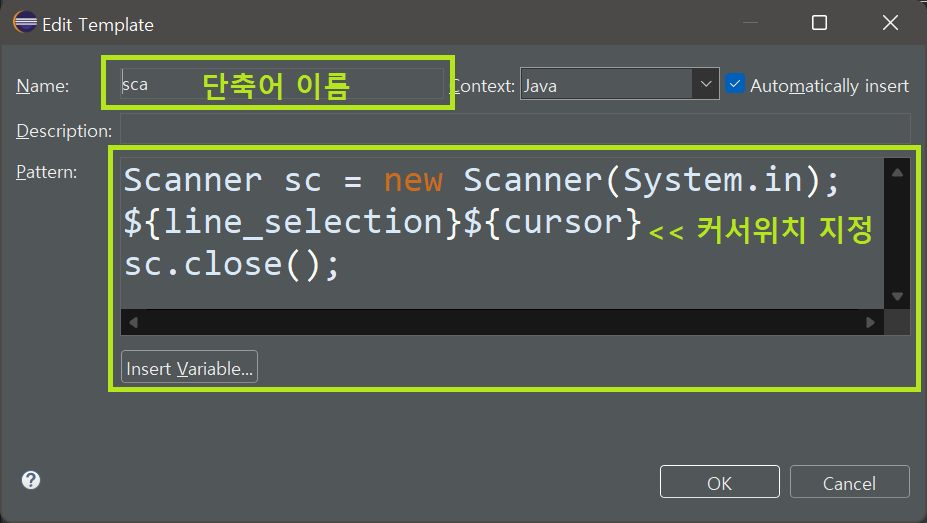 Edit Template
Name: sca 단축어 이름 Context: Java Automatically insert
Description:
Pattern:
Scanner sc = new Scanner(System.in);
${line_selection}${cursor} << 커서위치 지정
sc.close();
Insert Variable...
OK Cancel